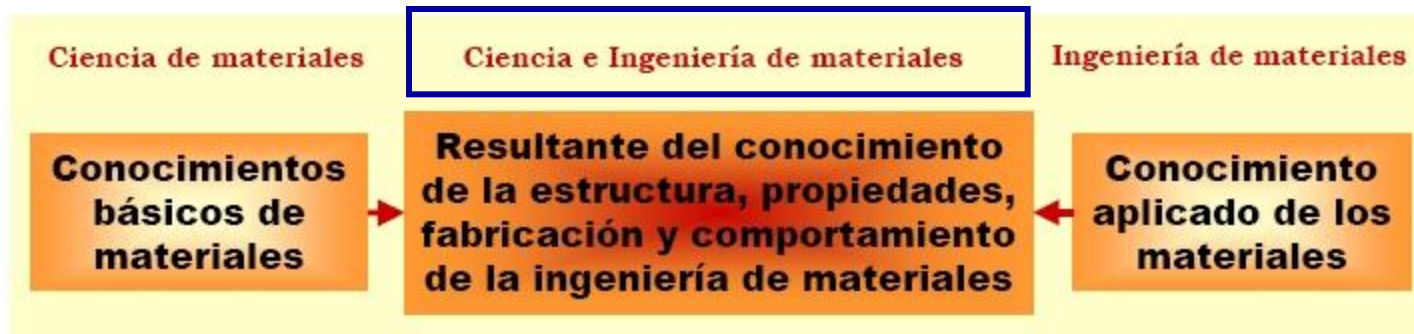 Ciencia de materiales
Ciencia e Ingeniería de materiales
Ingeniería de materiales
Conocimientos
básicos de
materiales
Resultante del conocimiento
de la estructura, propiedades,
fabricación y comportamiento
de la ingeniería de materiales
Conocimiento
aplicado de los
materiales